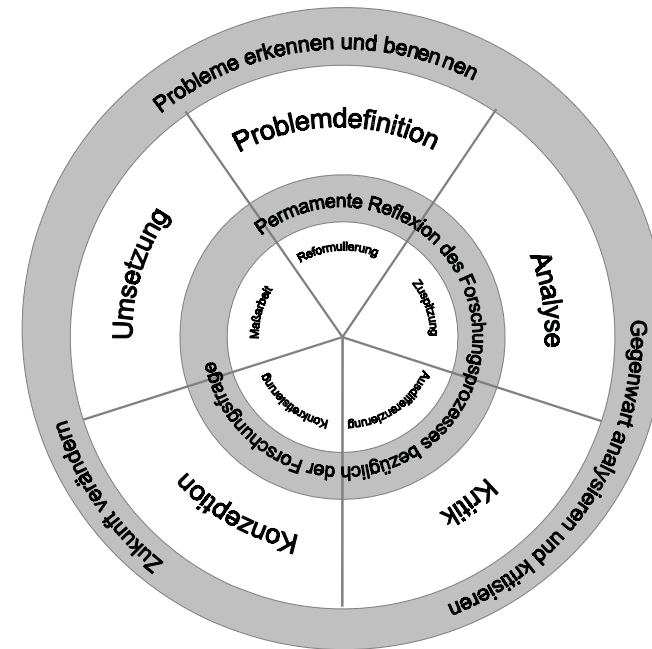 Probleme erkennen und benennen
Gegenwart analysieren und kritisieren
Zukunft verändern
Problemdefinition
Analyse
Kritik
Konzeption
Umsetzung
Permamente Reflexion des Forschungsprozesses bezüglich der Forschungsfrage
Reformulierung
Zuspitzung
Ausdifferenzierung
Konkretisierung
Maßarbeit